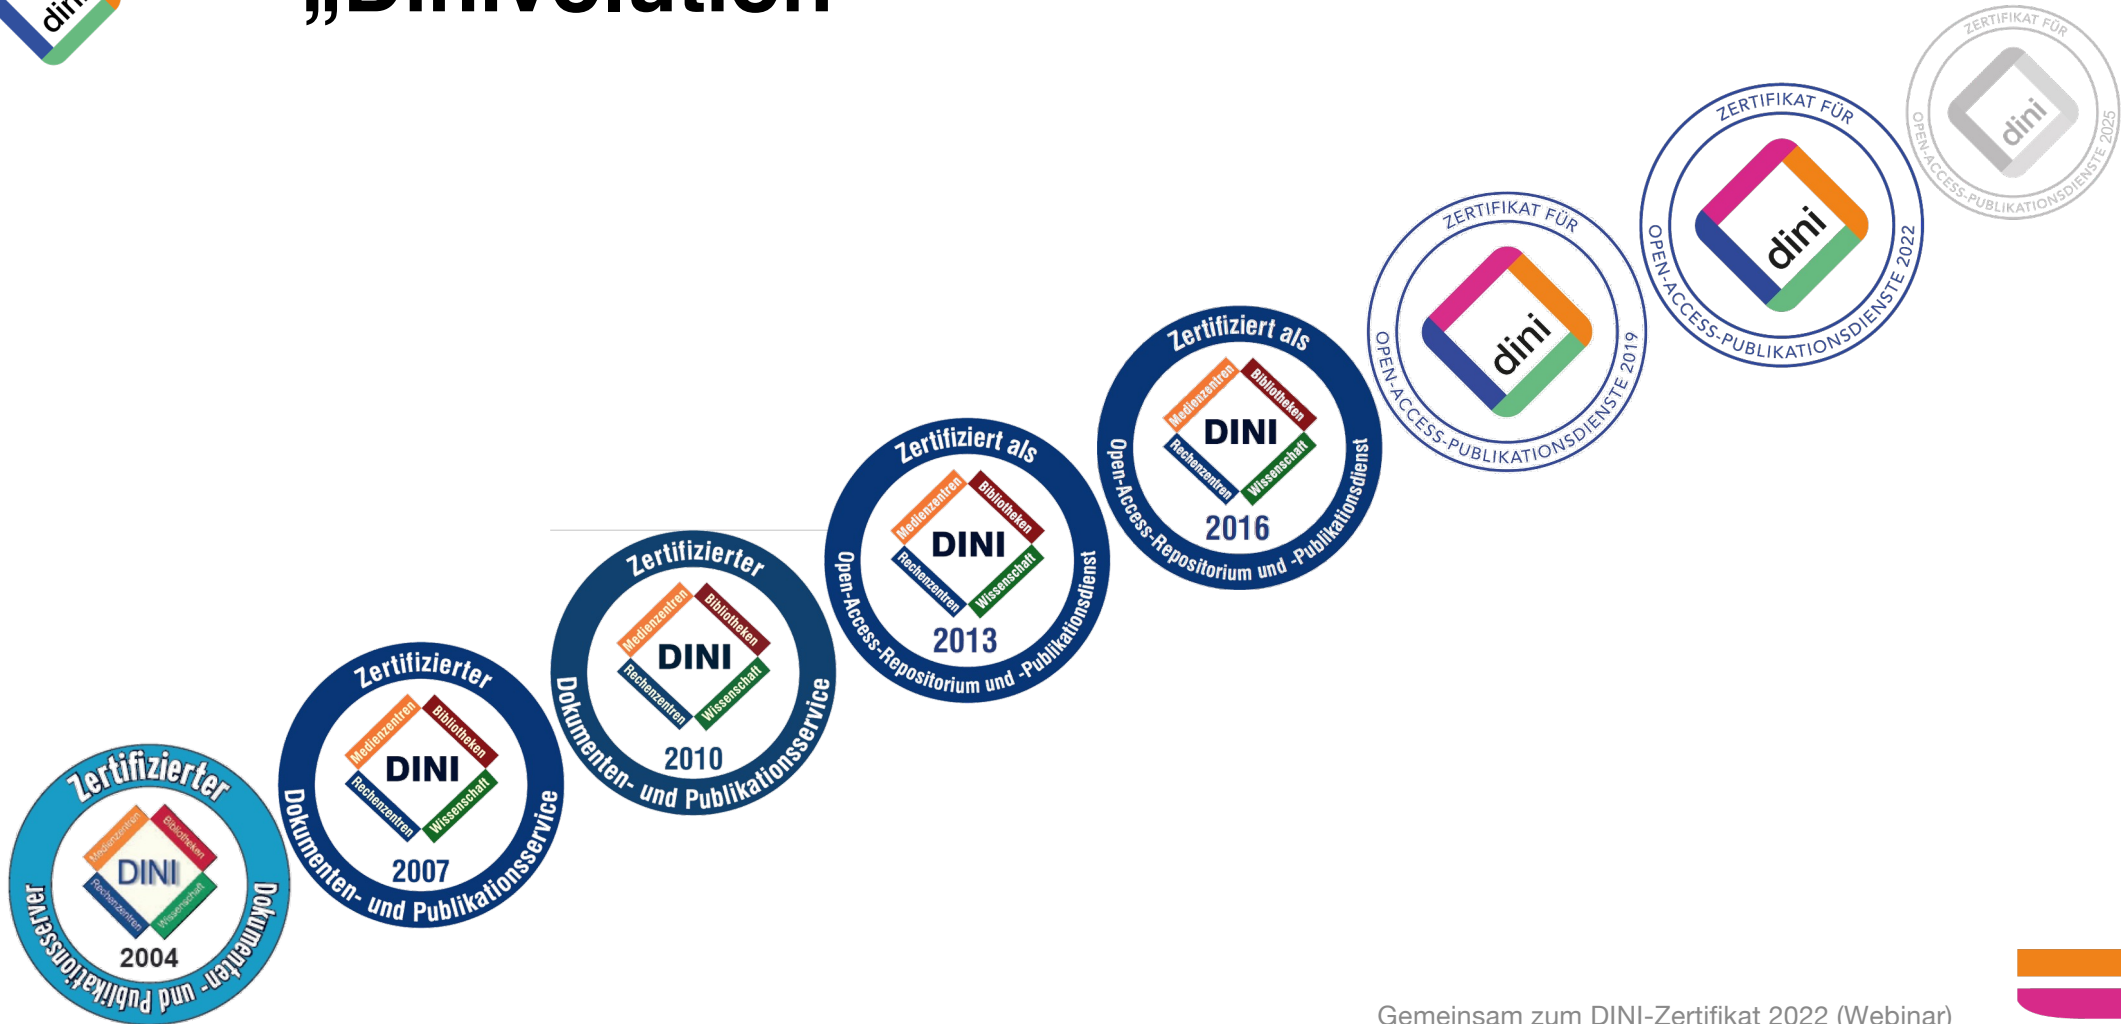 dini
„Dinivolution
ZERTIFIKAT FÜR
dini
OPEN-ACCESS-PUBLIKATIONSDIENSTE 2025
ZERTIFIKAT FÜR
dini
OPEN-ACCESS-PUBLIKATIONSDIENSTE 2022
ZERTIFIKAT FÜR
dini
OPEN-ACCESS-PUBLIKATIONSDIENSTE 2019
Zertifiziert als
Medienzentren
Bibliotheken
DINI
Rechenzentren
Wissenschaft
2016
Open-Access-Repositorium und -Publikationsdienst
Zertifiziert als
Medienzentren
Bibliotheken
DINI
Rechenzentren
Wissenschaft
2013
Open-Access-Repositorium und -Publikationsdienst
Zertifizierter
Medienzentren
Bibliotheken
DINI
Rechenzentren
Wissenschaft
2010
Dokumenten- und Publikationsservice
Zertifizierter
Medienzentren
Bibliotheken
DINI
Rechenzentren
Wissenschaft
2007
Dokumenten- und Publikationsservice
Zertifizierter
Medienzentren
Bibliotheken
DINI
Rechenzentren
Wissenschaft
2004
Dokumenten- und Publikationsserver
Gemeinsam zum DINI-Zertifikat 2022 (Webinar)